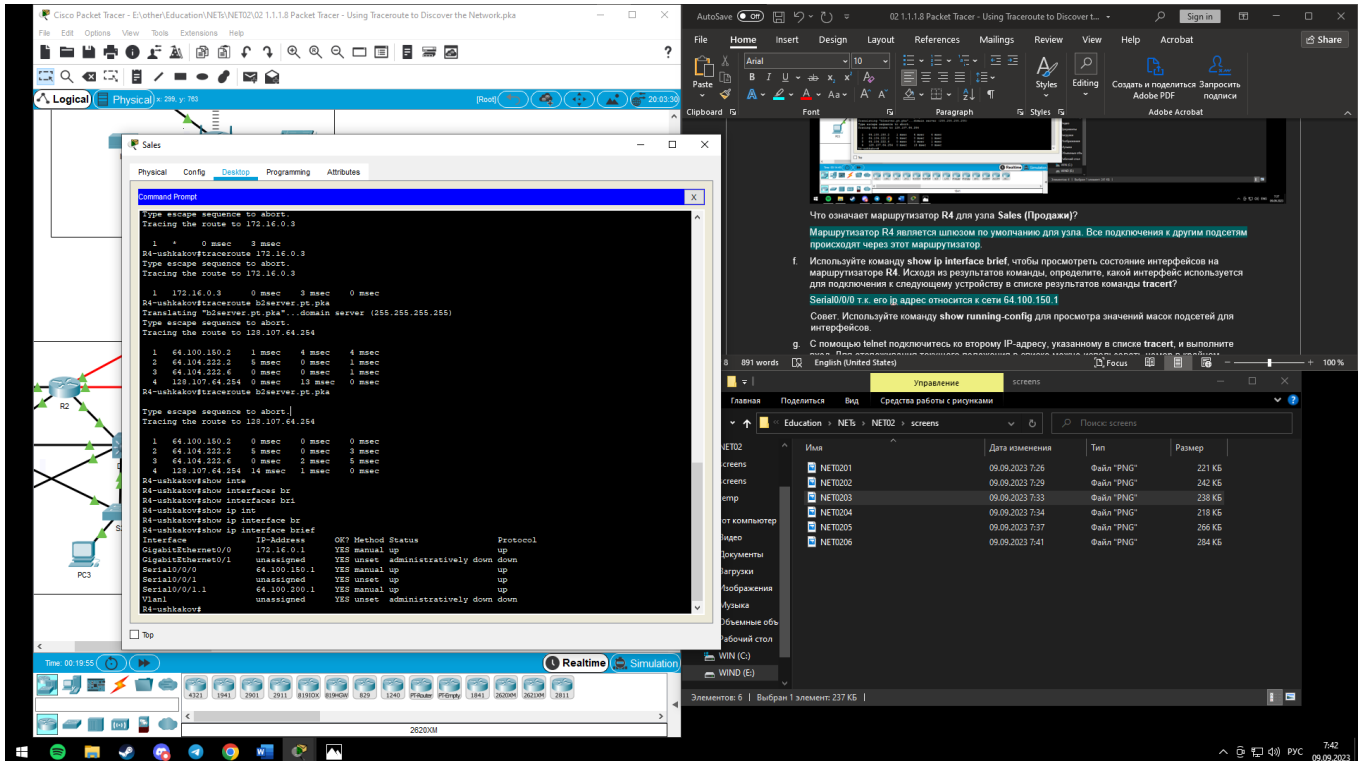 Cisco Packet Tracer - E:\other\Education\NETs\NET02\02 1.1.1.8 Packet Tracer - Using Traceroute to Discover the Network.pka
File Edit Options View Tools Extensions Help
Logical Physical x: 299, y: 763
[Root] 20:03:30
R2
PC3
Sales
Physical Config Desktop Programming Attributes
Command Prompt X
Type escape sequence to abort.
Tracing the route to 172.16.0.3
1 * 0 msec 3 msec
R4-ushkakov#traceroute 172.16.0.3
Type escape sequence to abort.
Tracing the route to 172.16.0.3
1 172.16.0.3 0 msec 3 msec 0 msec
R4-ushkakov#traceroute b2server.pt.pka
Translating "b2server.pt.pka"...domain server (255.255.255.255)
Type escape sequence to abort.
Tracing the route to 128.107.64.254
1 64.100.150.2 1 msec 4 msec 4 msec
2 64.104.222.2 5 msec 0 msec 1 msec
3 64.104.222.6 0 msec 0 msec 1 msec
4 128.107.64.254 0 msec 13 msec 0 msec
R4-ushkakov#traceroute b2server.pt.pka
Type escape sequence to abort.
Tracing the route to 128.107.64.254
1 64.100.150.2 0 msec 0 msec 0 msec
2 64.104.222.2 5 msec 0 msec 3 msec
3 64.104.222.6 0 msec 2 msec 5 msec
4 128.107.64.254 14 msec 1 msec 0 msec
R4-ushkakov#show inte
R4-ushkakov#show interfaces br
R4-ushkakov#show interfaces bri
R4-ushkakov#show ip int
R4-ushkakov#show ip interface br
R4-ushkakov#show ip interface brief
Interface IP-Address OK? Method Status Protocol
GigabitEthernet0/0 172.16.0.1 YES manual up up
GigabitEthernet0/1 unassigned YES unset administratively down down
Serial0/0/0 64.100.150.1 YES manual up up
Serial0/0/1 unassigned YES unset up up
Serial0/0/1.1 64.100.200.1 YES manual up up
Vlan1 unassigned YES unset administratively down down
R4-ushkakov#
Top
Time: 00:19:55 Realtime Simulation
4321 1941 2901 2911 819IOX 819HGW 829 1240 PT-Router PT-Empty 1841 2620XM 2621XM 2811
2620XM
AutoSave Off 02 1.1.1.8 Packet Tracer - Using Traceroute to Discover t... Sign in
File Home Insert Design Layout References Mailings Review View Help Acrobat Share
Paste Arial 10 Styles Editing Создать и поделиться Adobe PDF Запросить подписи
Clipboard Font Paragraph Styles Adobe Acrobat
Что означает маршрутизатор R4 для узла Sales (Продажи)?
Маршрутизатор R4 является шлюзом по умолчанию для узла. Все подключения к другим подсетям
происходят через этот маршрутизатор.
f. Используйте команду show ip interface brief, чтобы просмотреть состояние интерфейсов на
маршрутизаторе R4. Исходя из результатов команды, определите, какой интерфейс используется
для подключения к следующему устройству в списке результатов команды tracert?
Serial0/0/0 т.к. его ip адрес относится к сети 64.100.150.1
Совет. Используйте команду show running-config для просмотра значений масок подсетей для
интерфейсов.
g. С помощью telnet подключитесь ко второму IP-адресу, указанному в списке tracert, и выполните
8 891 words English (United States) Focus 100 %
Управление screens
Главная Поделиться Вид Средства работы с рисунками
Education NETs NET02 screens Поиск: screens
Имя Дата изменения Тип Размер
NET0201 09.09.2023 7:26 Файл "PNG" 221 КБ
NET0202 09.09.2023 7:29 Файл "PNG" 242 КБ
NET0203 09.09.2023 7:33 Файл "PNG" 238 КБ
NET0204 09.09.2023 7:34 Файл "PNG" 218 КБ
NET0205 09.09.2023 7:37 Файл "PNG" 266 КБ
NET0206 09.09.2023 7:41 Файл "PNG" 284 КБ
WIN (C:)
WIND (E:)
Элементов: 6 Выбран 1 элемент: 237 КБ
РУС 7:42
09.09.2023